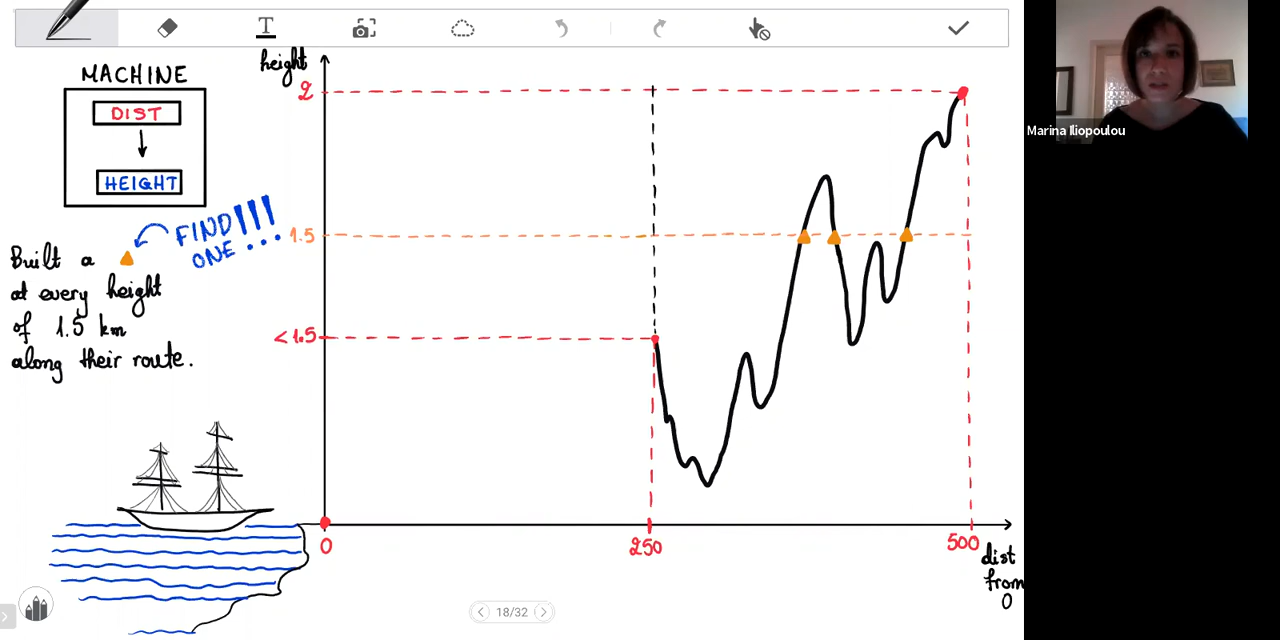 T
MACHINE
DIST
HEIGHT
FIND!!!
ONE...
Built a
at every height
of 1.5 km
along their route.
height
2
1.5
<1.5
0
250
500
dist
from
0
18/32
Marina Iliopoulou